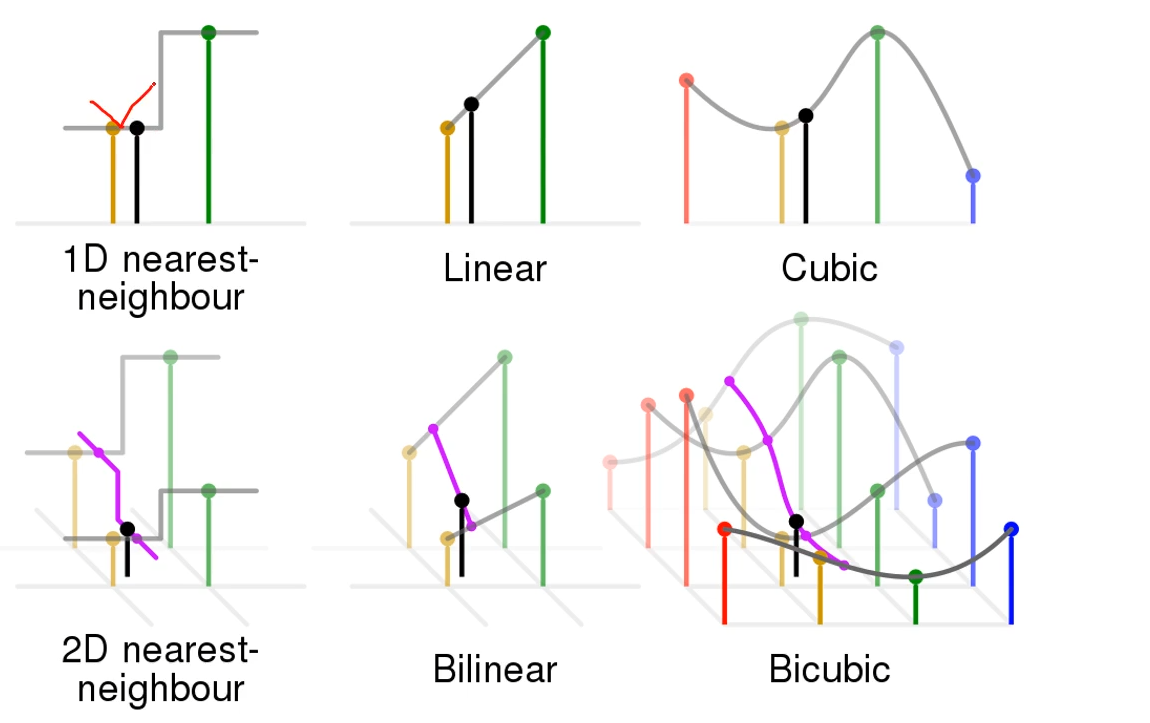 1D nearest-
neighbour
Linear
Cubic
2D nearest-
neighbour
Bilinear
Bicubic